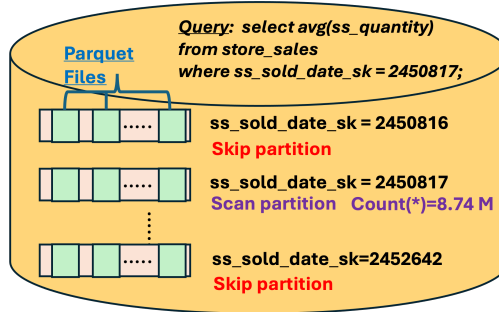 Query: select avg(ss_quantity)
from store_sales
where ss_sold_date_sk = 2450817;
Parquet
Files
.....
ss_sold_date_sk = 2450816
Skip partition
.....
ss_sold_date_sk = 2450817
Scan partition Count(*)=8.74 M
.....
ss_sold_date_sk=2452642
Skip partition